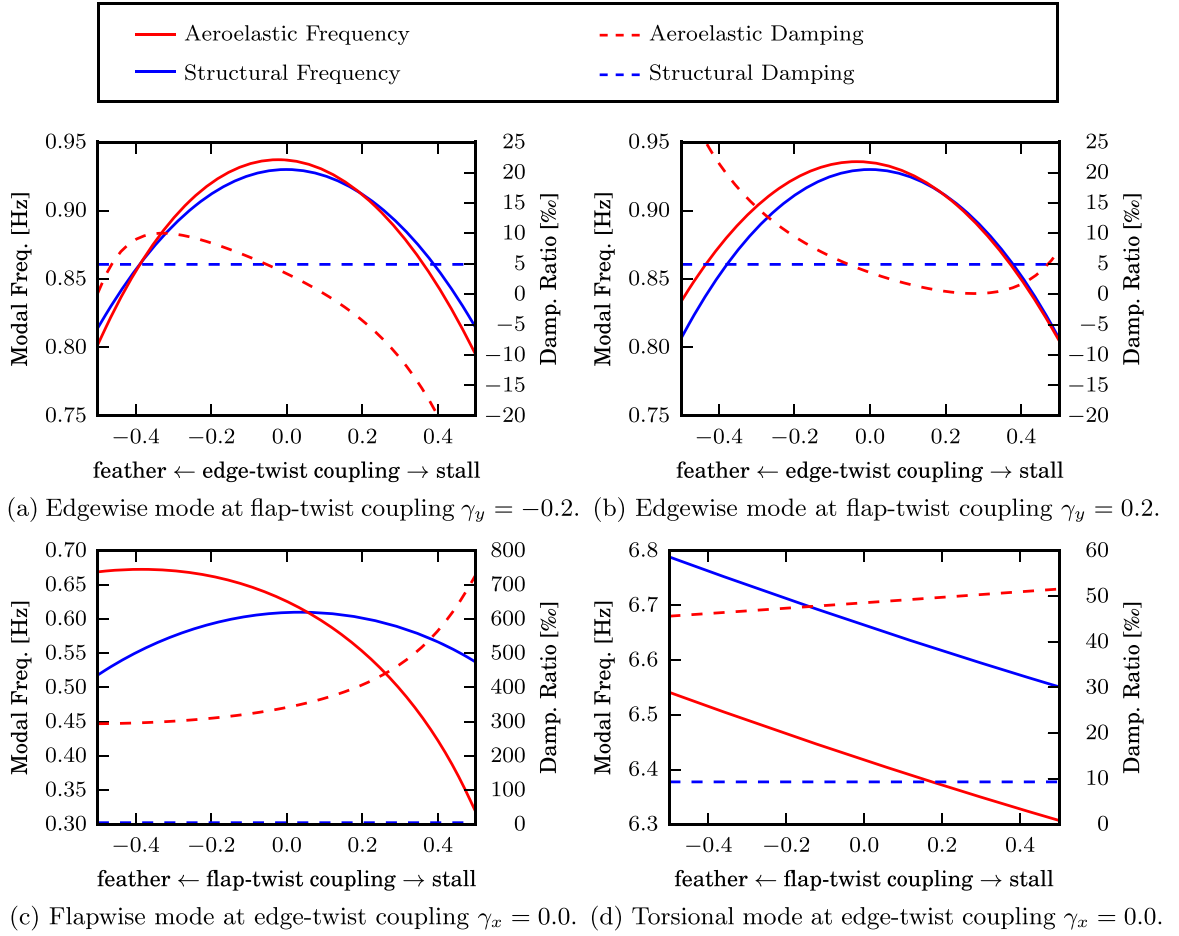 Aeroelastic Frequency
Aeroelastic Damping
Structural Frequency
Structural Damping
0.95
0.90
0.85
0.80
0.75
Modal Freq. [Hz]
25
20
15
10
5
0
−5
−10
−15
−20
Damp. Ratio [‰]
−0.4 −0.2 0.0 0.2 0.4
feather ← edge-twist coupling → stall
(a) Edgewise mode at flap-twist coupling γy = −0.2.
0.95
0.90
0.85
0.80
0.75
Modal Freq. [Hz]
25
20
15
10
5
0
−5
−10
−15
−20
Damp. Ratio [‰]
−0.4 −0.2 0.0 0.2 0.4
feather ← edge-twist coupling → stall
(b) Edgewise mode at flap-twist coupling γy = 0.2.
0.70
0.65
0.60
0.55
0.50
0.45
0.40
0.35
0.30
Modal Freq. [Hz]
800
700
600
500
400
300
200
100
0
Damp. Ratio [‰]
−0.4 −0.2 0.0 0.2 0.4
feather ← flap-twist coupling → stall
(c) Flapwise mode at edge-twist coupling γx = 0.0.
6.8
6.7
6.6
6.5
6.4
6.3
Modal Freq. [Hz]
60
50
40
30
20
10
0
Damp. Ratio [‰]
−0.4 −0.2 0.0 0.2 0.4
feather ← flap-twist coupling → stall
(d) Torsional mode at edge-twist coupling γx = 0.0.